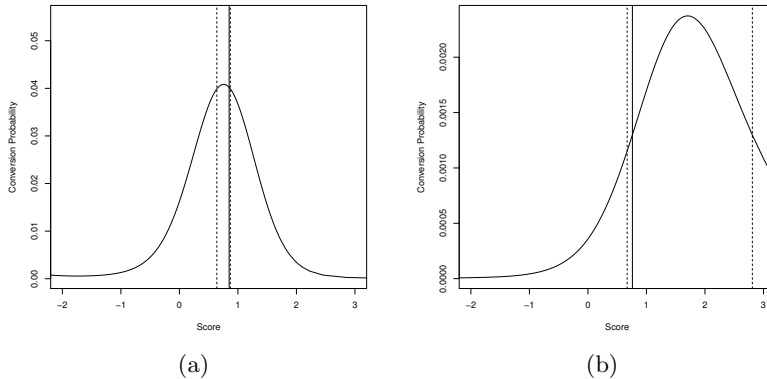 0.00 0.01 0.02 0.03 0.04 0.05
Conversion Probability
−2 −1 0 1 2 3
Score
(a)
0.0000 0.0005 0.0010 0.0015 0.0020
Conversion Probability
−2 −1 0 1 2 3
Score
(b)